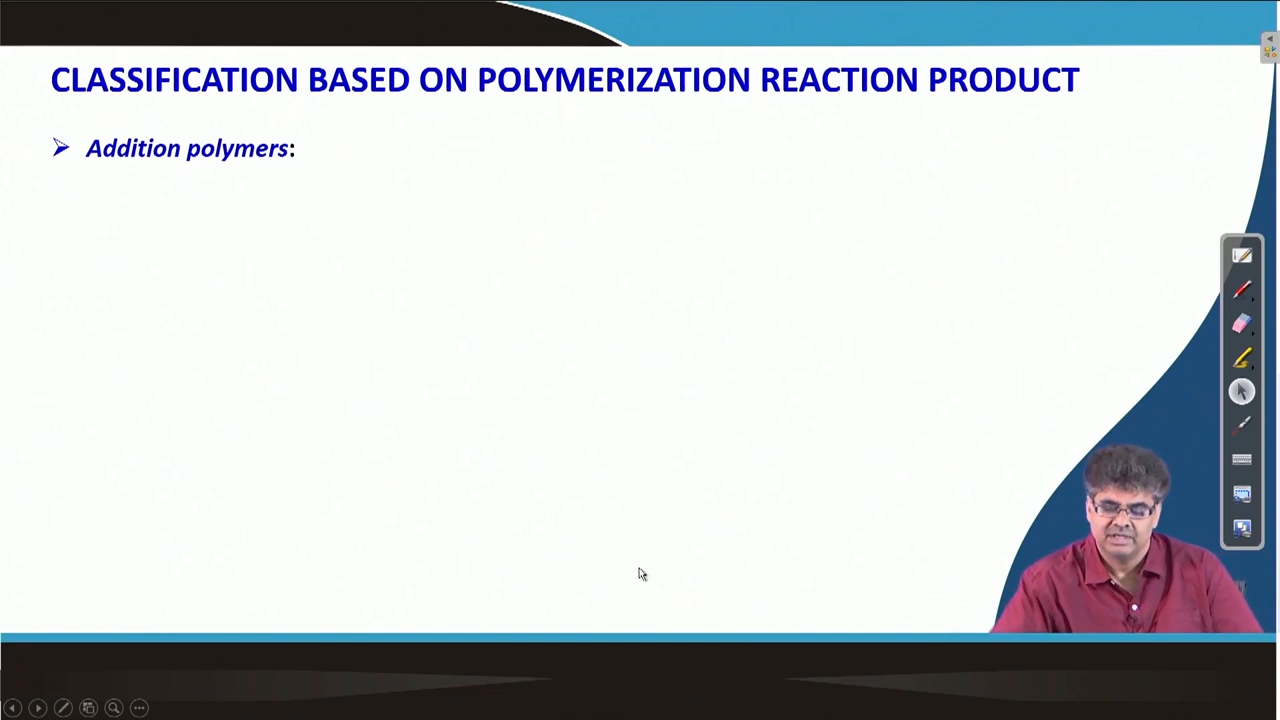 CLASSIFICATION BASED ON POLYMERIZATION REACTION PRODUCT
Addition polymers: